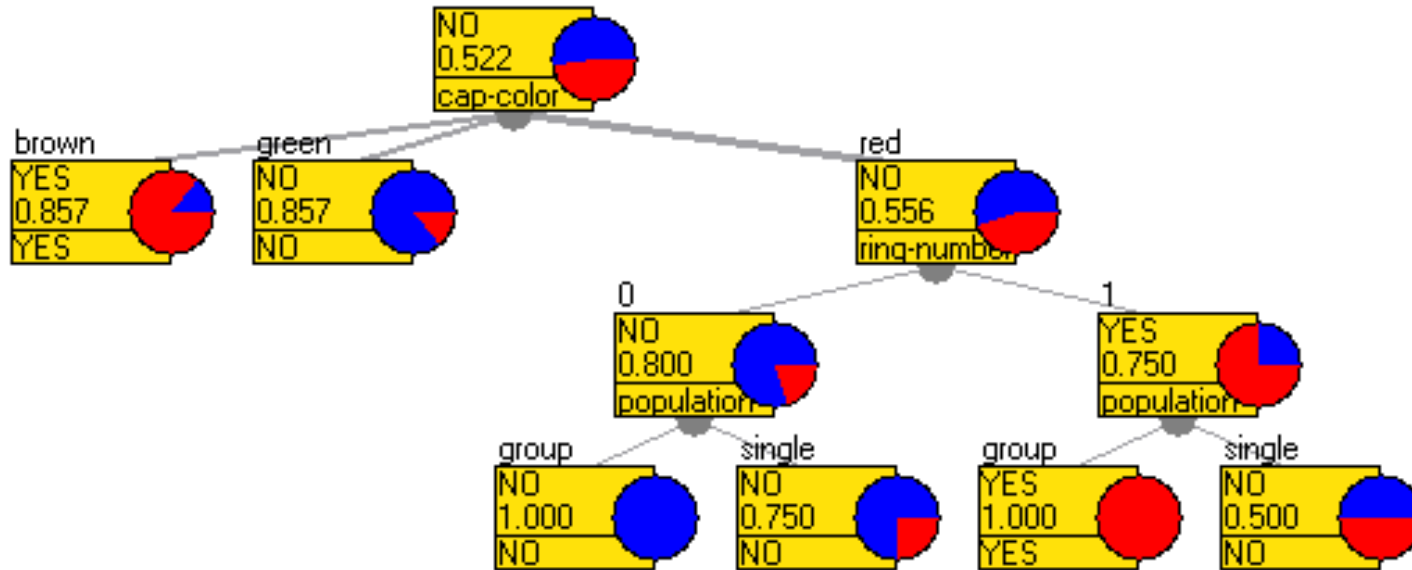 NO
0.522
cap-color
brown
green
red
YES
0.857
YES
NO
0.857
NO
NO
0.556
ring-number
0
1
NO
0.800
population
YES
0.750
population
group
single
group
single
NO
1.000
NO
NO
0.750
NO
YES
1.000
YES
NO
0.500
NO